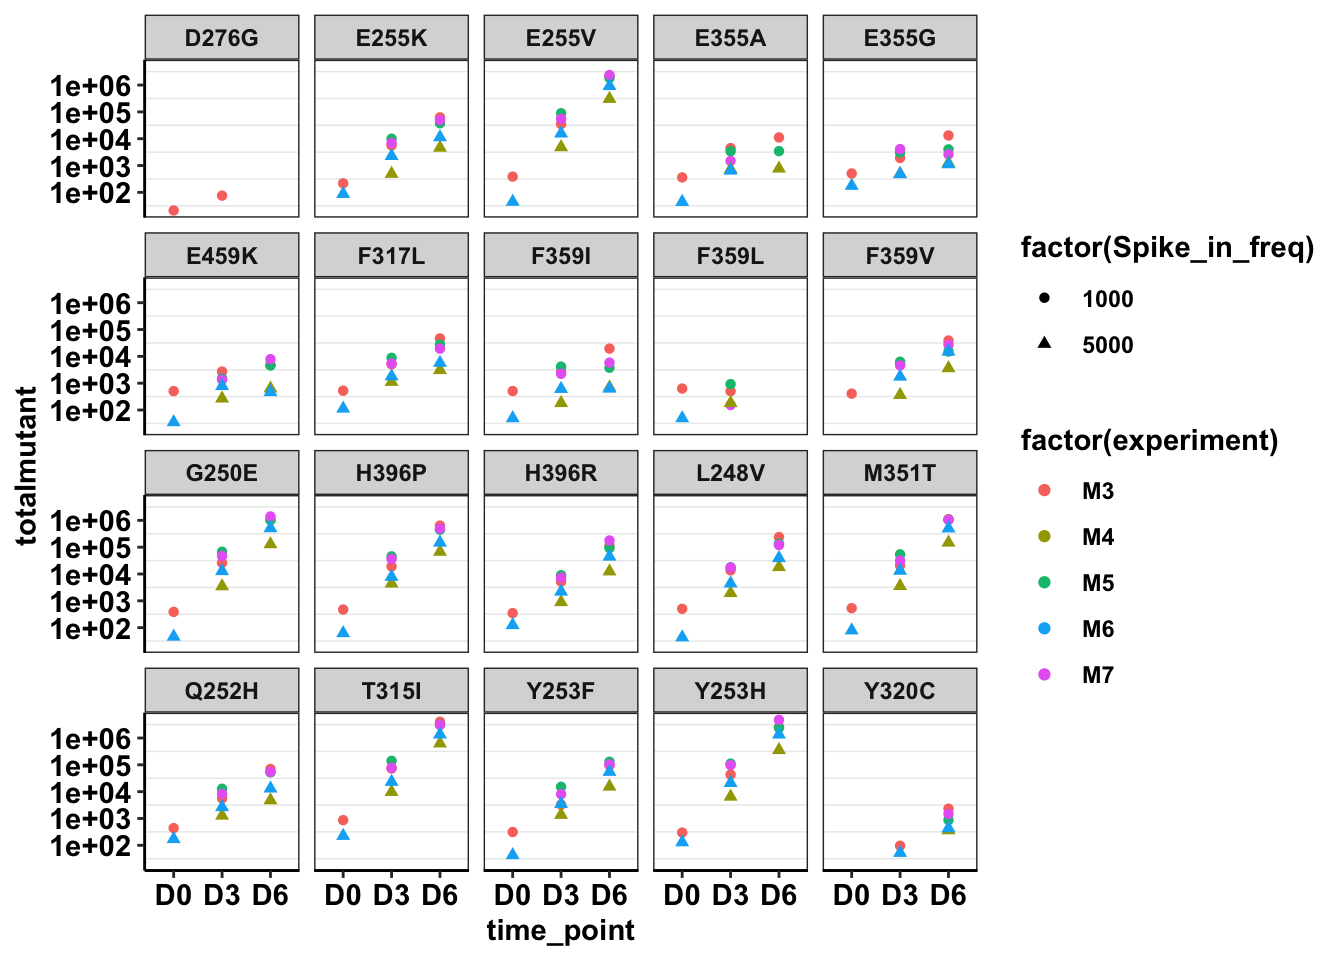 D276G E255K E255V E355A E355G
1e+06
1e+05
1e+04
1e+03
1e+02
E459K F317L F359I F359L F359V
1e+06
1e+05
1e+04
1e+03
1e+02
G250E H396P H396R L248V M351T
1e+06
1e+05
1e+04
1e+03
1e+02
Q252H T315I Y253F Y253H Y320C
1e+06
1e+05
1e+04
1e+03
1e+02
D0 D3 D6 D0 D3 D6 D0 D3 D6 D0 D3 D6 D0 D3 D6
time_point
totalmutant
factor(Spike_in_freq)
1000
5000
factor(experiment)
M3
M4
M5
M6
M7